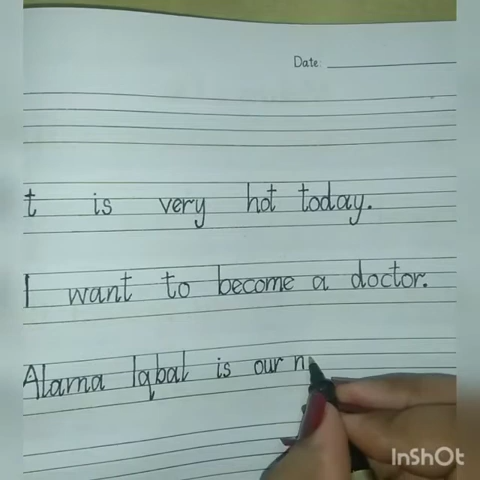 Date:
t is very hot today.
I want to become a doctor.
Alama Iqbal is our n
InShOt